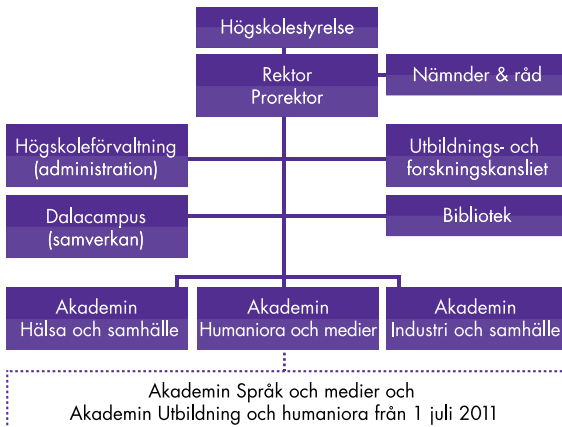 Högskolestyrelse
Rektor
Prorektor
Nämnder & råd
Högskoleförvaltning
(administration)
Utbildnings- och
forskningskansliet
Dalacampus
(samverkan)
Bibliotek
Akademin
Hälsa och samhälle
Akademin
Humaniora och medier
Akademin
Industri och samhälle
Akademin Språk och medier och
Akademin Utbildning och humaniora från 1 juli 2011